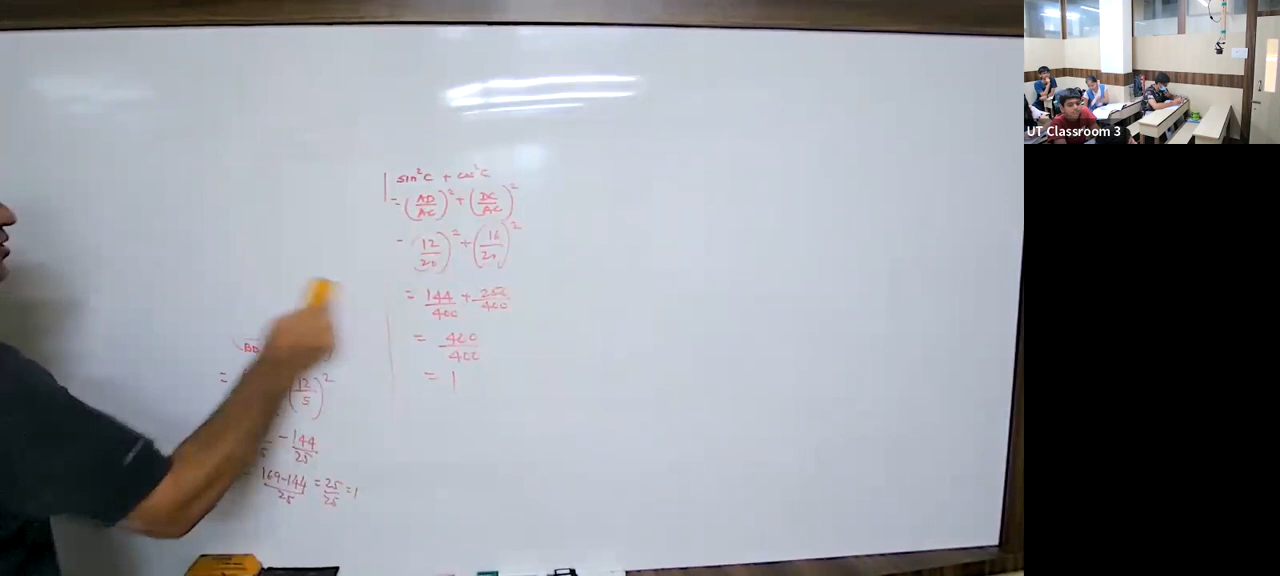 = (12/5)²
- 144/25
169-144/25 = 25/25 = 1
sin²C + cos²C
= (AD/AC)² + (DC/AC)²
- (12/20)² + (16/20)²
= 144/400 + 256/400
= 400/400
= 1
UT Classroom 3